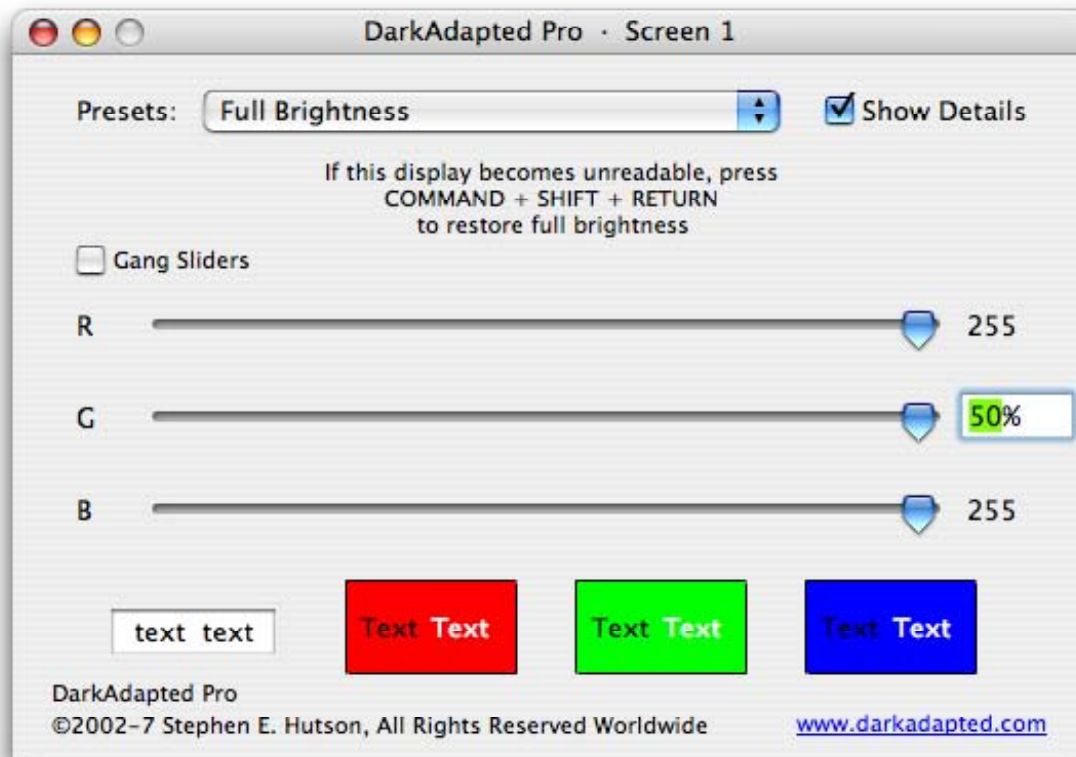 DarkAdapted Pro · Screen 1
Presets: Full Brightness Show Details
If this display becomes unreadable, press
COMMAND + SHIFT + RETURN
to restore full brightness
Gang Sliders
R 255
G 50%
B 255
text text Text Text Text Text Text Text
DarkAdapted Pro
©2002-7 Stephen E. Hutson, All Rights Reserved Worldwide www.darkadapted.com